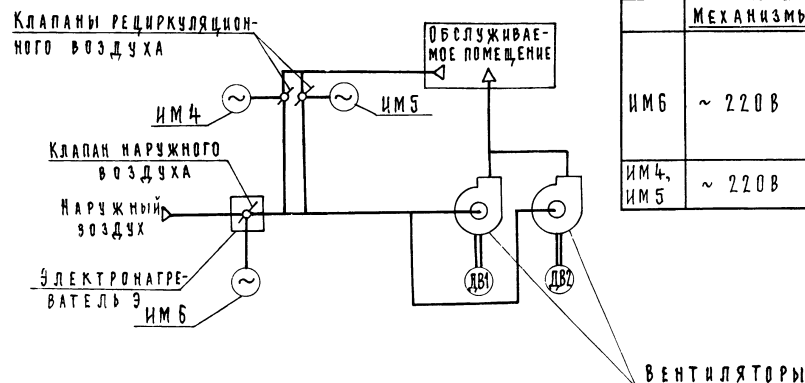 Клапаны рециркуляцион-
ного воздуха
Обслуживае-
мое помещение
ИМ4
ИМ5
Клапан наружного
воздуха
Наружный
воздух
Электронагре-
ватель Э
ИМ6
ДВ1
ДВ2
Вентиляторы
Механизмы
ИМ6 ~ 220 В
ИМ4,
ИМ5 ~ 220 В